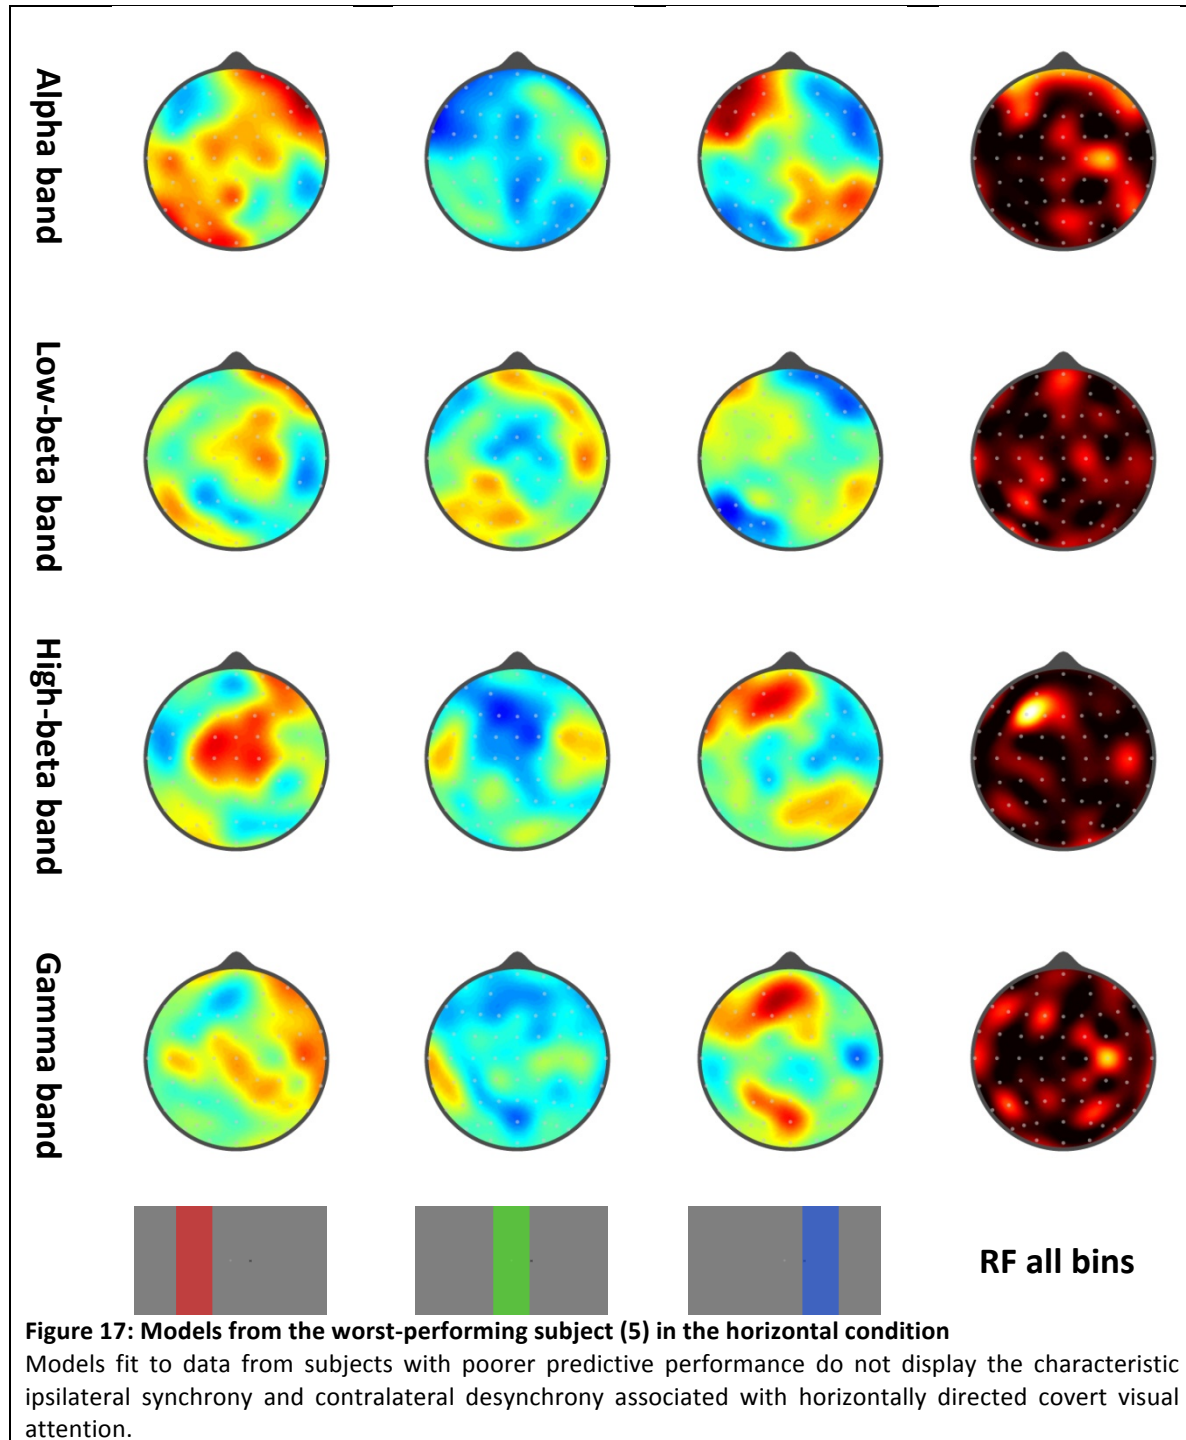 Alpha band
Low-beta band
High-beta band
Gamma band
RF all bins
Figure 17: Models from the worst-performing subject (5) in the horizontal condition
Models fit to data from subjects with poorer predictive performance do not display the characteristic
ipsilateral synchrony and contralateral desynchrony associated with horizontally directed covert visual
attention.